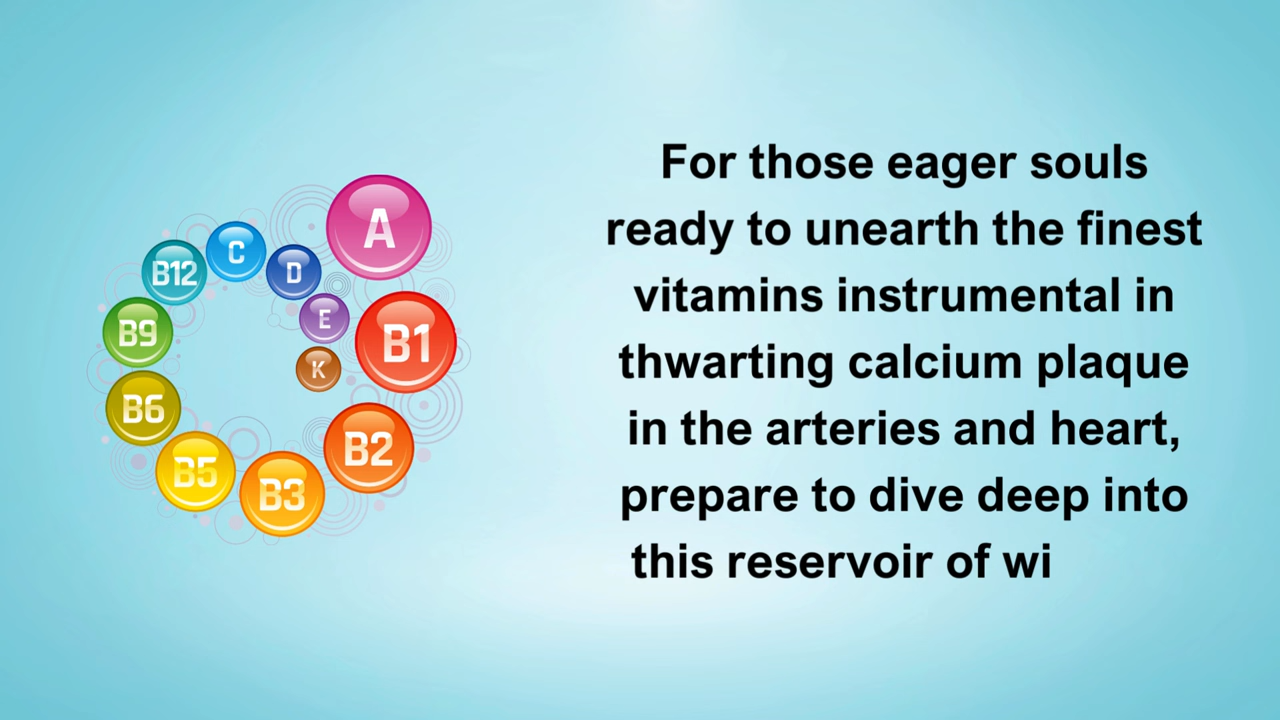 For those eager souls
ready to unearth the finest
vitamins instrumental in
thwarting calcium plaque
in the arteries and heart,
prepare to dive deep into
this reservoir of wi
A
B1
B2
B3
B5
B6
B9
B12
C
D
E
K